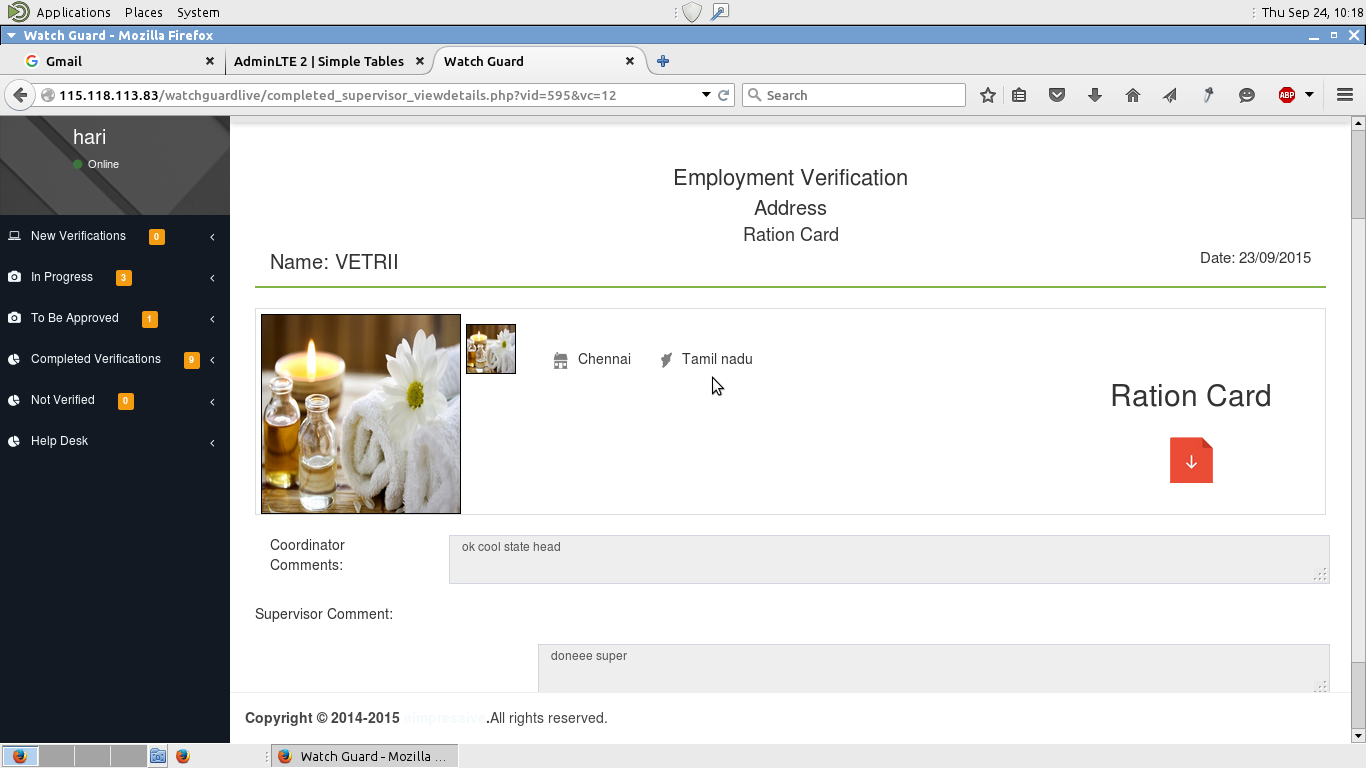 Applications Places System Thu Sep 24, 10:18
Watch Guard - Mozilla Firefox
Gmail AdminLTE 2 | Simple Tables Watch Guard
115.118.113.83/watchguardlive/completed_supervisor_viewdetails.php?vid=595&vc=12 Search ABP
hari
Online
New Verifications 0
In Progress 3
To Be Approved 1
Completed Verifications 9
Not Verified 0
Help Desk
Employment Verification
Address
Ration Card
Name: VETRII Date: 23/09/2015
Chennai Tamil nadu
Ration Card
Coordinator
Comments:
ok cool state head
Supervisor Comment:
doneee super
Copyright © 2014-2015 .All rights reserved.
Watch Guard - Mozilla ...